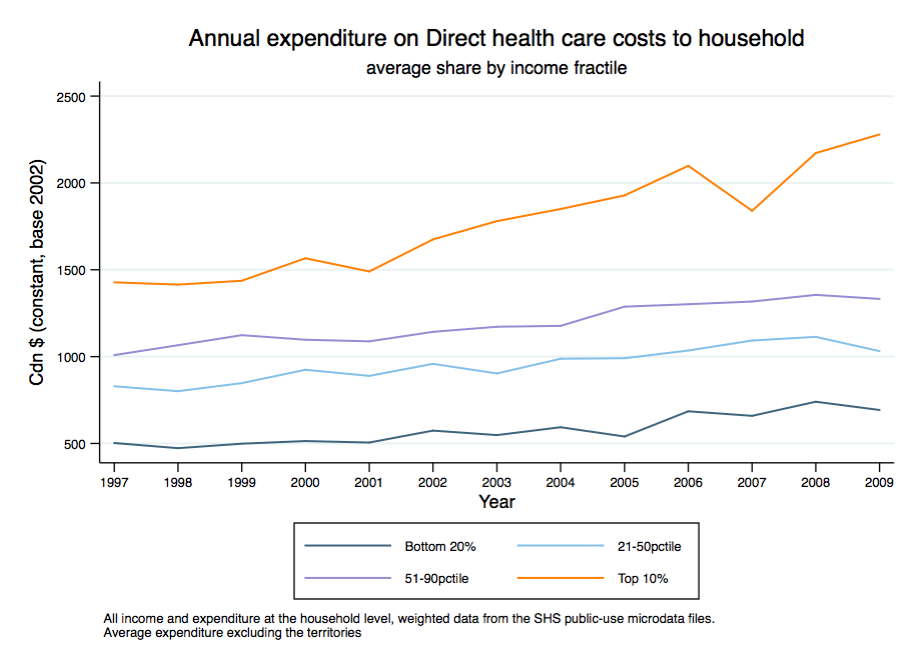 Annual expenditure on Direct health care costs to household
average share by income fractile
Cdn $ (constant, base 2002)
2500
2000
1500
1000
500
1997 1998 1999 2000 2001 2002 2003 2004 2005 2006 2007 2008 2009
Year
Bottom 20% 21-50pctile
51-90pctile Top 10%
All income and expenditure at the household level, weighted data from the SHS public-use microdata files.
Average expenditure excluding the territories